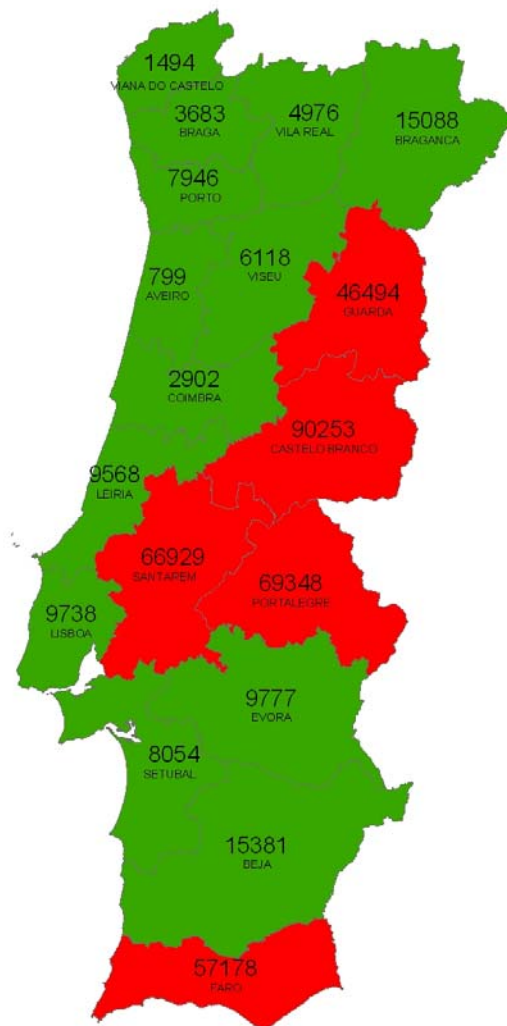 1494
VIANA DO CASTELO
3683
BRAGA
4976
VILA REAL
15088
BRAGANCA
7946
PORTO
6118
VISEU
799
AVEIRO
46494
GUARDA
2902
COIMBRA
90253
CASTELO BRANCO
9568
LEIRIA
66929
SANTAREM
69348
PORTALEGRE
9738
LISBOA
9777
EVORA
8054
SETUBAL
15381
BEJA
57178
FARO